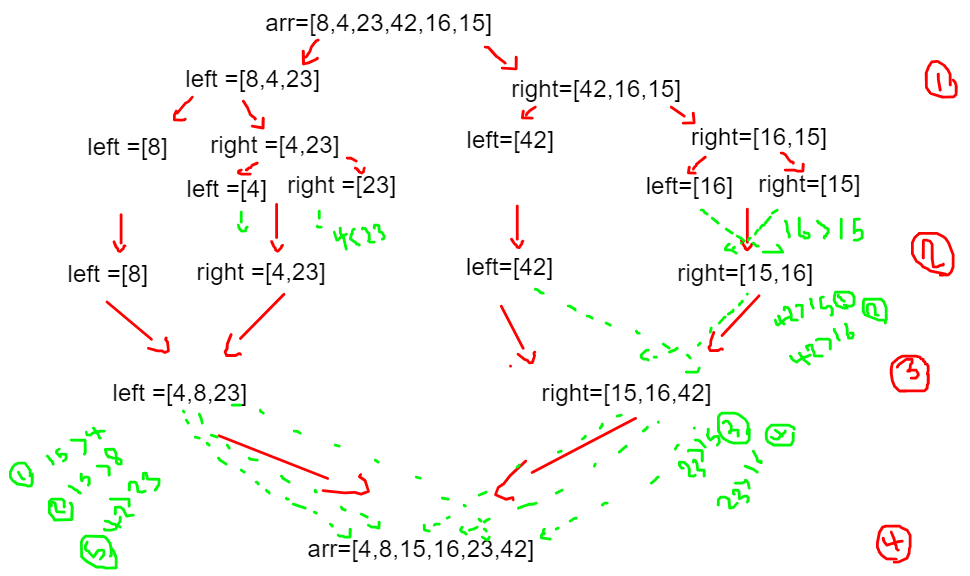 arr=[8,4,23,42,16,15]
left =[8,4,23]
right=[42,16,15]
1
left =[8]
right =[4,23]
left=[42]
right=[16,15]
left =[4]
right =[23]
left=[16]
right=[15]
4<23
16>15
2
left =[8]
right =[4,23]
left=[42]
right=[15,16]
42>15 1 2
42>16
3
left =[4,8,23]
right=[15,16,42]
1 15>4
2 15>8
5 42>23
23>15 3 4
23>16
arr=[4,8,15,16,23,42]
4